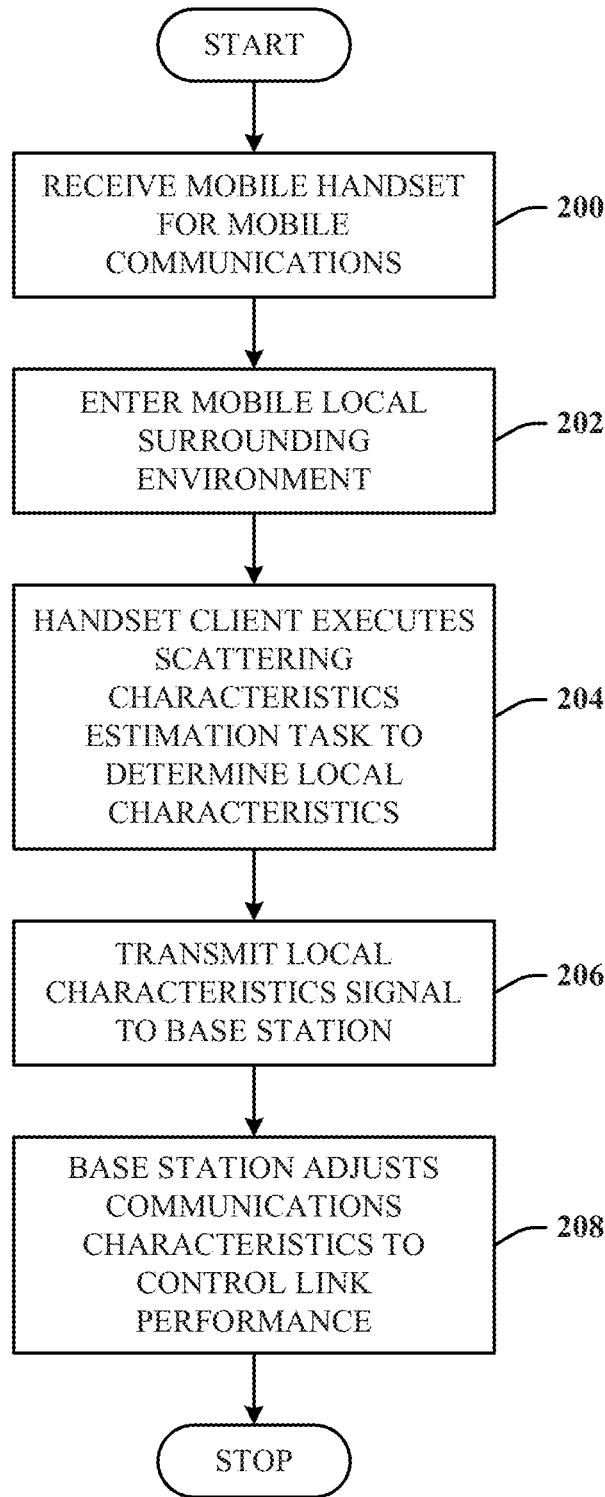 START
RECEIVE MOBILE HANDSET
FOR MOBILE
COMMUNICATIONS
200
ENTER MOBILE LOCAL
SURROUNDING
ENVIRONMENT
202
HANDSET CLIENT EXECUTES
SCATTERING
CHARACTERISTICS
ESTIMATION TASK TO
DETERMINE LOCAL
CHARACTERISTICS
204
TRANSMIT LOCAL
CHARACTERISTICS SIGNAL
TO BASE STATION
206
BASE STATION ADJUSTS
COMMUNICATIONS
CHARACTERISTICS TO
CONTROL LINK
PERFORMANCE
208
STOP